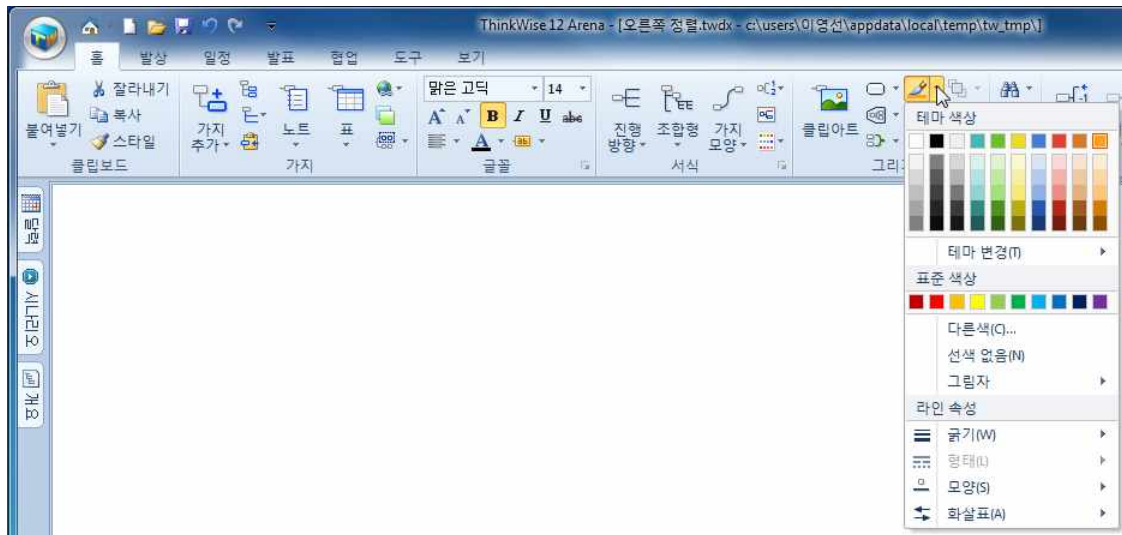 ThinkWise 12 Arena - [오른쪽 정렬.twdx - c:\users\이영선\appdata\local\temp\tw_tmp\]
홈 발상 일정 발표 협업 도구 보기
잘라내기
복사
스타일
붙여넣기
클립보드
가지
추가
노트
표
가지
맑은 고딕 14
A A B I U abc
A ab
글꼴
진행
방향
조합형
가지
모양
서식
클립아트
그리
테마 색상
테마 변경(T)
표준 색상
다른색(C)...
선색 없음(N)
그림자
라인 속성
굵기(W)
형태(L)
모양(S)
화살표(A)
달력
시나리오
개요